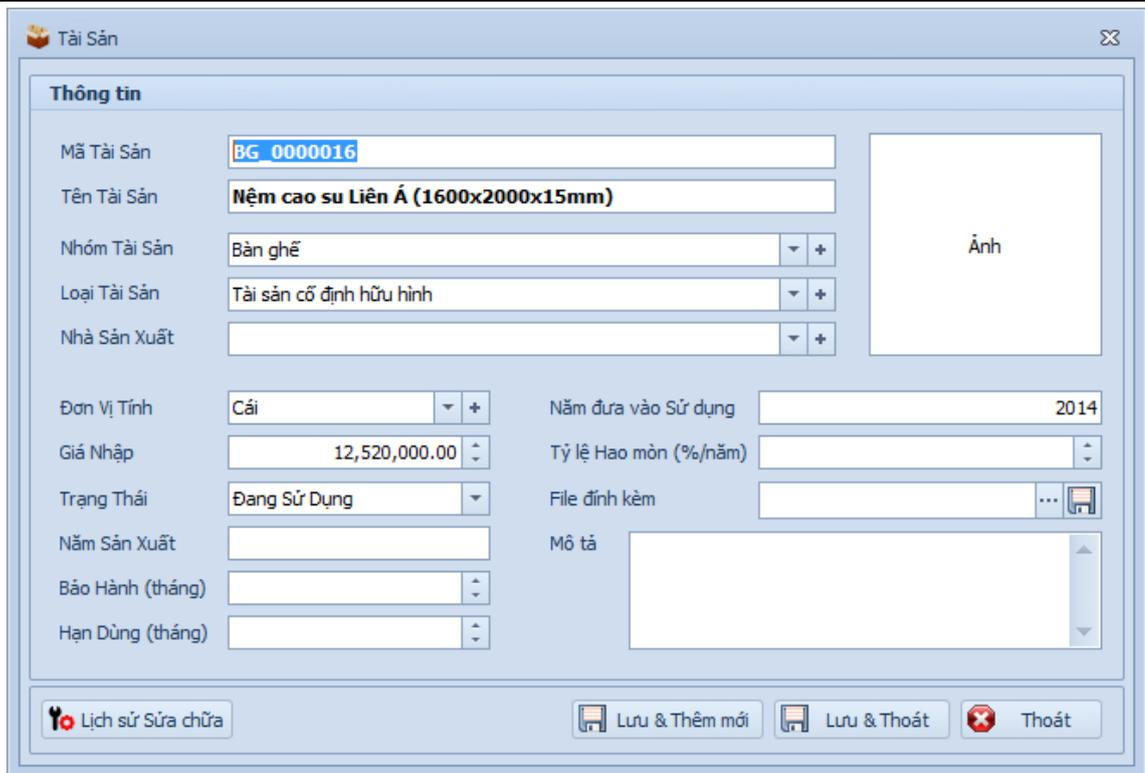 Tài Sản
Thông tin
Mã Tài Sản BG_0000016
Tên Tài Sản Nệm cao su Liên Á (1600x2000x15mm)
Nhóm Tài Sản Bàn ghế
Ảnh
Loại Tài Sản Tài sản cố định hữu hình
Nhà Sản Xuất
Đơn Vị Tính Cái Năm đưa vào Sử dụng 2014
Giá Nhập 12,520,000.00 Tỷ lệ Hao mòn (%/năm)
Trạng Thái Đang Sử Dụng File đính kèm
Năm Sản Xuất Mô tả
Bảo Hành (tháng)
Hạn Dùng (tháng)
Lịch sử Sửa chữa Lưu & Thêm mới Lưu & Thoát Thoát